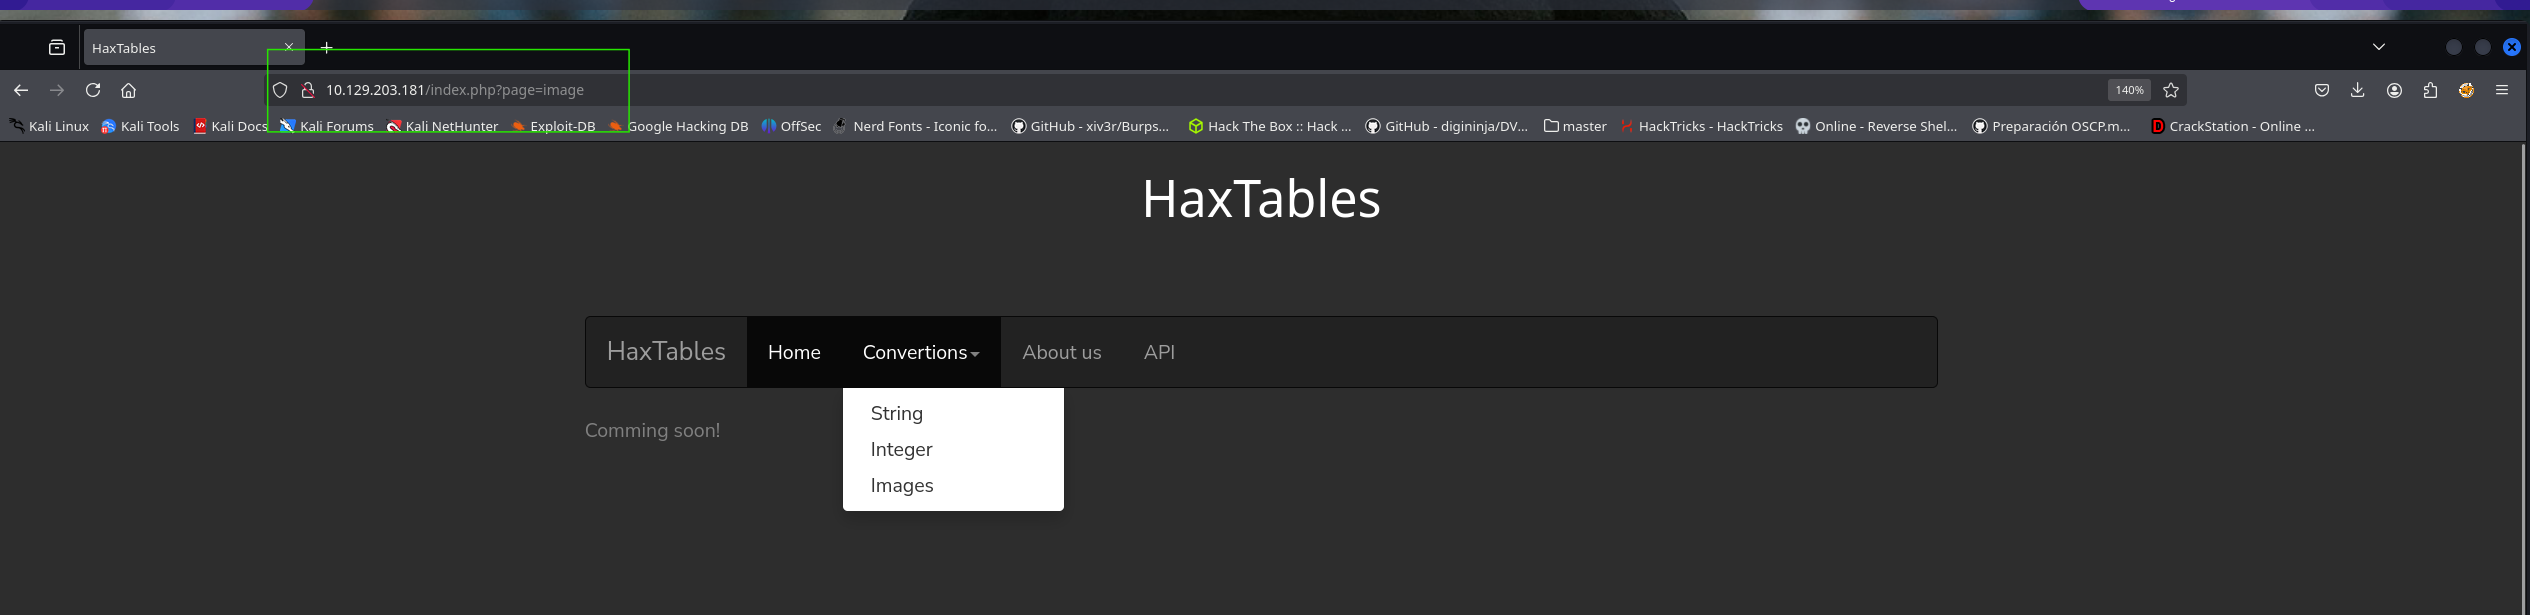 HaxTables
10.129.203.181/index.php?page=image
140%
Kali Linux Kali Tools Kali Docs Kali Forums Kali NetHunter Exploit-DB Google Hacking DB OffSec Nerd Fonts - Iconic fo... GitHub - xiv3r/Burps... Hack The Box :: Hack ... GitHub - digininja/DV... master HackTricks - HackTricks Online - Reverse Shel... Preparación OSCP.m... CrackStation - Online ...
HaxTables
HaxTables Home Convertions About us API
String
Comming soon!
Integer
Images